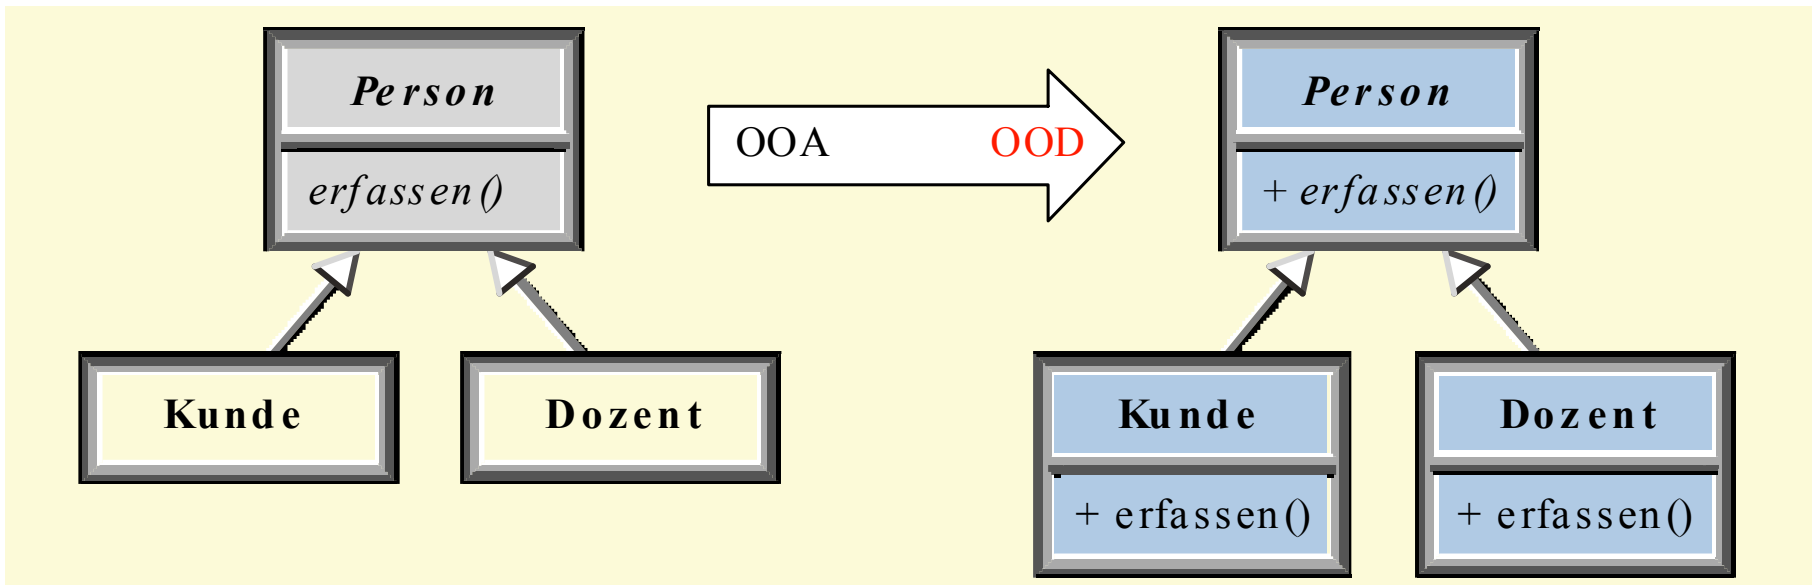 Person
erfassen()
Kunde
Dozent
OOA OOD
Person
+ erfassen()
Kunde
+ erfassen()
Dozent
+ erfassen()